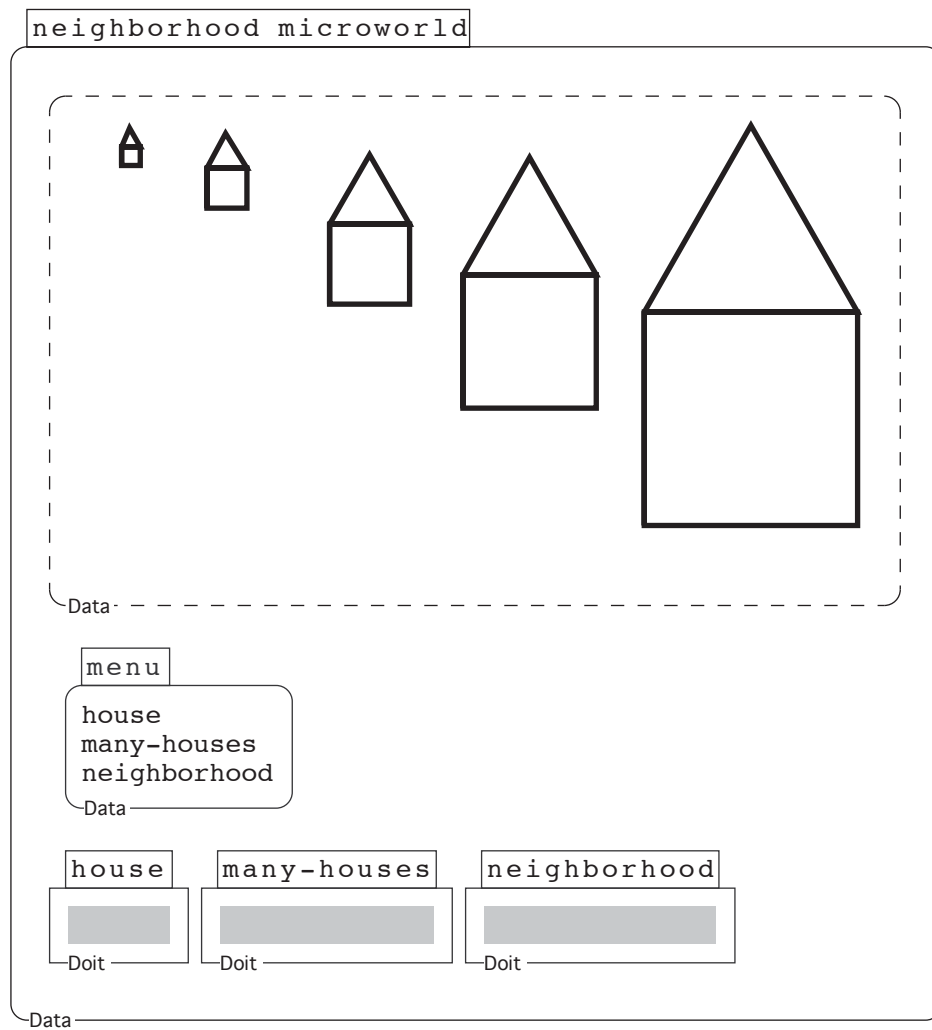 neighborhood microworld
Data
menu
house
many-houses
neighborhood
Data
house many-houses neighborhood
Doit Doit Doit
Data